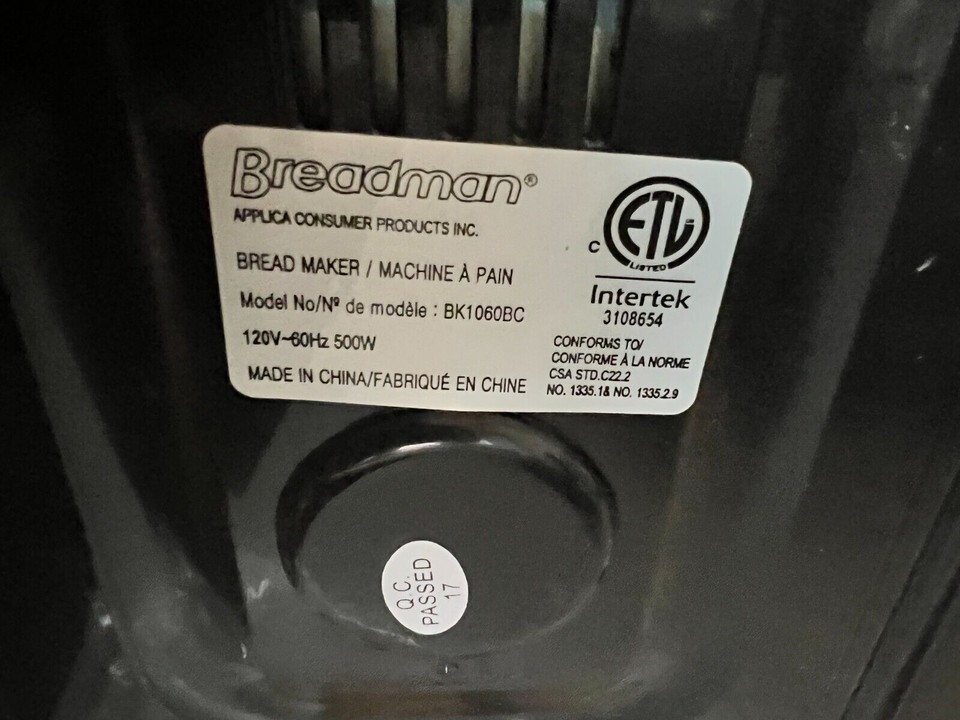 Breadman®
APPLICA CONSUMER PRODUCTS INC.
BREAD MAKER / MACHINE À PAIN
Model No/Nº de modèle : BK1060BC
120V~60Hz 500W
MADE IN CHINA/FABRIQUÉ EN CHINE
C ETL
LISTED
Intertek
3108654
CONFORMS TO/
CONFORME À LA NORME
CSA STD.C22.2
NO. 1335.1& NO. 1335.2.9
Q.C.
PASSED
17